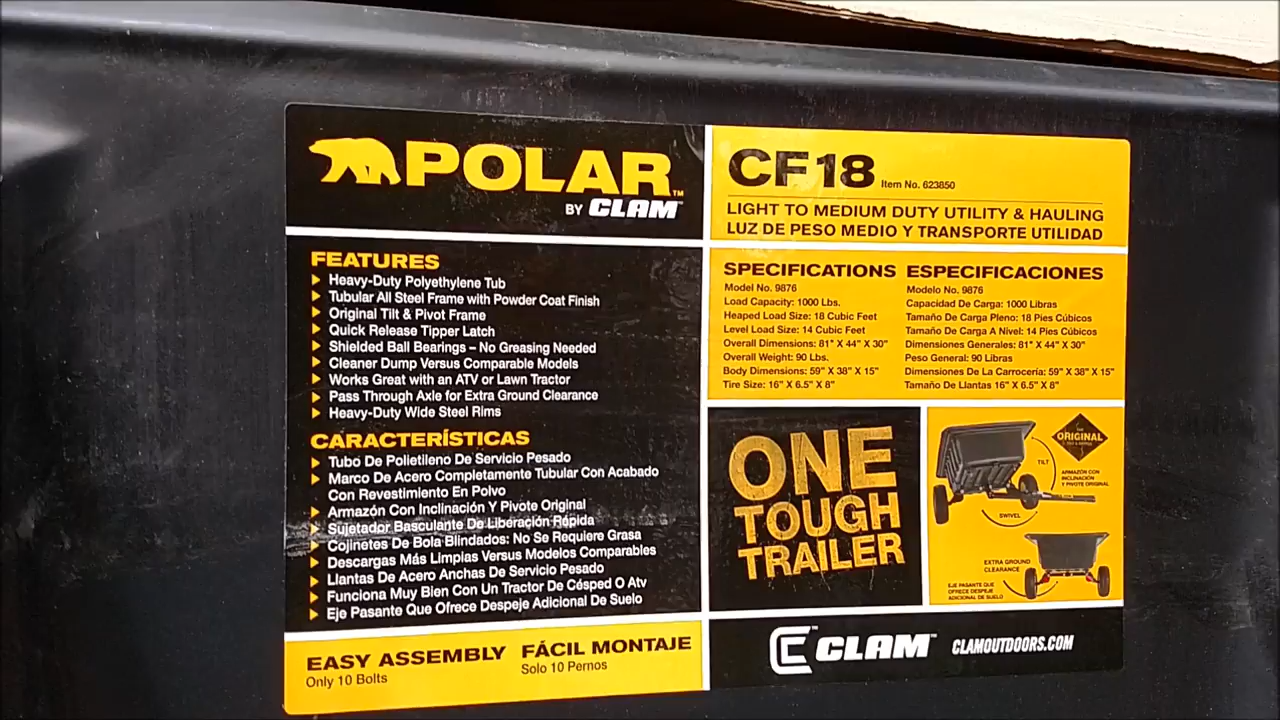 POLAR™
BY CLAM™
FEATURES
Heavy-Duty Polyethylene Tub
Tubular All Steel Frame with Powder Coat Finish
Original Tilt & Pivot Frame
Quick Release Tipper Latch
Shielded Ball Bearings – No Greasing Needed
Cleaner Dump Versus Comparable Models
Works Great with an ATV or Lawn Tractor
Pass Through Axle for Extra Ground Clearance
Heavy-Duty Wide Steel Rims
CARACTERÍSTICAS
Tubo De Polietileno De Servicio Pesado
Marco De Acero Completamente Tubular Con Acabado
Con Revestimiento En Polvo
Armazón Con Inclinación Y Pivote Original
Sujetador Basculante De Liberación Rápida
Cojinetes De Bola Blindados: No Se Requiere Grasa
Descargas Más Limpias Versus Modelos Comparables
Llantas De Acero Anchas De Servicio Pesado
Funciona Muy Bien Con Un Tractor De Césped O Atv
Eje Pasante Que Ofrece Despeje Adicional De Suelo
EASY ASSEMBLY
Only 10 Bolts
FÁCIL MONTAJE
Solo 10 Pernos
CF18 Item No. 623850
LIGHT TO MEDIUM DUTY UTILITY & HAULING
LUZ DE PESO MEDIO Y TRANSPORTE UTILIDAD
SPECIFICATIONS
Model No. 9876
Load Capacity: 1000 Lbs.
Heaped Load Size: 18 Cubic Feet
Level Load Size: 14 Cubic Feet
Overall Dimensions: 81" X 44" X 30"
Overall Weight: 90 Lbs.
Body Dimensions: 59" X 38" X 15"
Tire Size: 16" X 6.5" X 8"
ESPECIFICACIONES
Modelo No. 9876
Capacidad De Carga: 1000 Libras
Tamaño De Carga Pleno: 18 Pies Cúbicos
Tamaño De Carga A Nivel: 14 Pies Cúbicos
Dimensiones Generales: 81" X 44" X 30"
Peso General: 90 Libras
Dimensiones De La Carrocería: 59" X 38" X 15"
Tamaño De Llantas 16" X 6.5" X 8"
ONE
TOUGH
TRAILER
ORIGINAL
TILT
ARMAZÓN CON
INCLINACIÓN
Y PIVOTE ORIGINAL
SWIVEL
EXTRA GROUND
CLEARANCE
EJE PASANTE QUE
OFRECE DESPEJE
ADICIONAL DE SUELO
CLAM™ CLAMOUTDOORS.COM